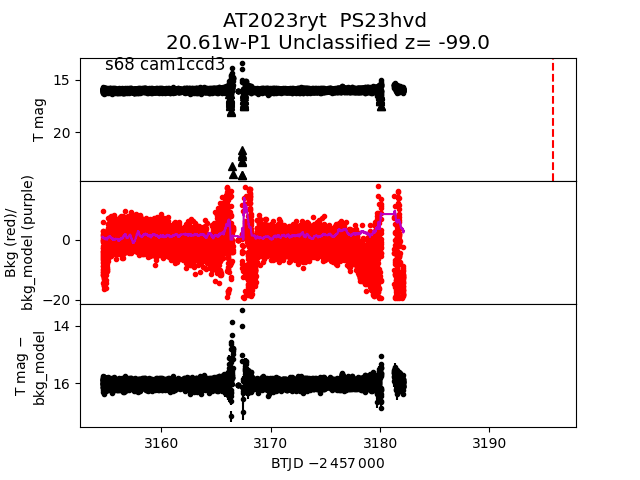 AT2023ryt  PS23hvd
20.61w-P1 Unclassified z= -99.0
s68 cam1ccd3
15
20
T mag
0
−20
Bkg (red)/
bkg_model (purple)
14
16
T mag −
bkg_model
3160
3170
3180
3190
BTJD −2 457 000